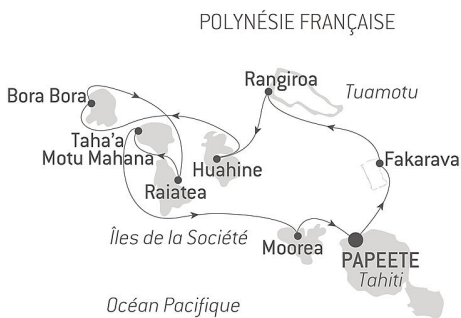 POLYNÉSIE FRANÇAISE
Rangiroa
Tuamotu
Bora Bora
Taha'a
Motu Mahana
Huahine
Fakarava
Raiatea
Îles de la Société
Moorea
PAPEETE
Tahiti
Océan Pacifique